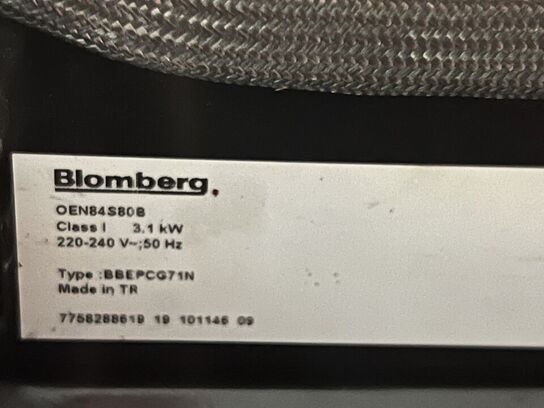 Blomberg.
OEN84S80B
Class I 3.1 kW
220-240 V~;50 Hz
Type :BBEPCG71N
Made in TR
7758288619 19 101146 09